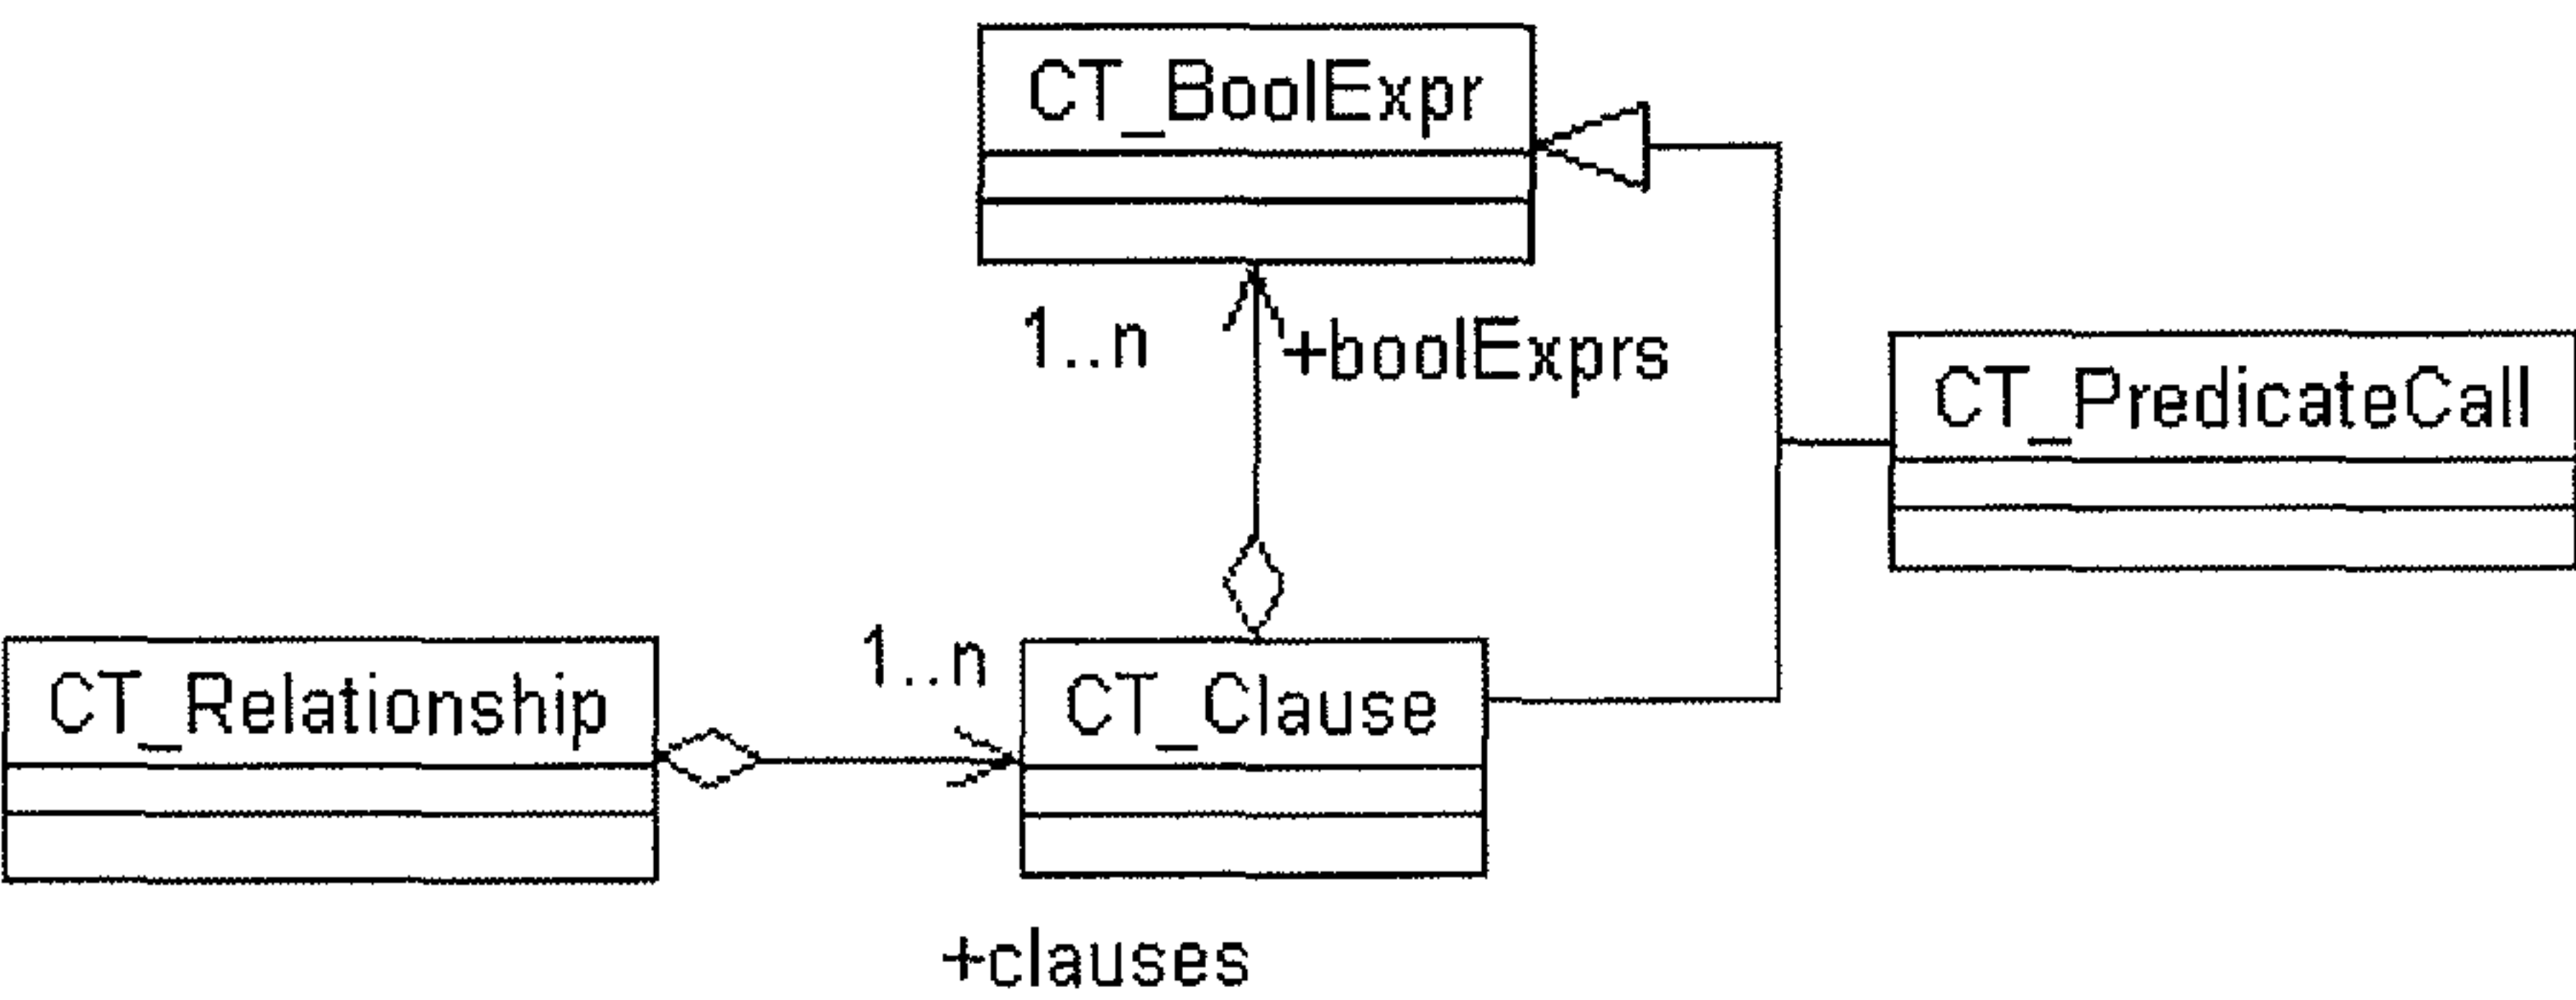 CT_BoolExpr
1..n
+boolExprs
CT_PredicateCall
CT_Relationship
1..n
CT_Clause
+clauses